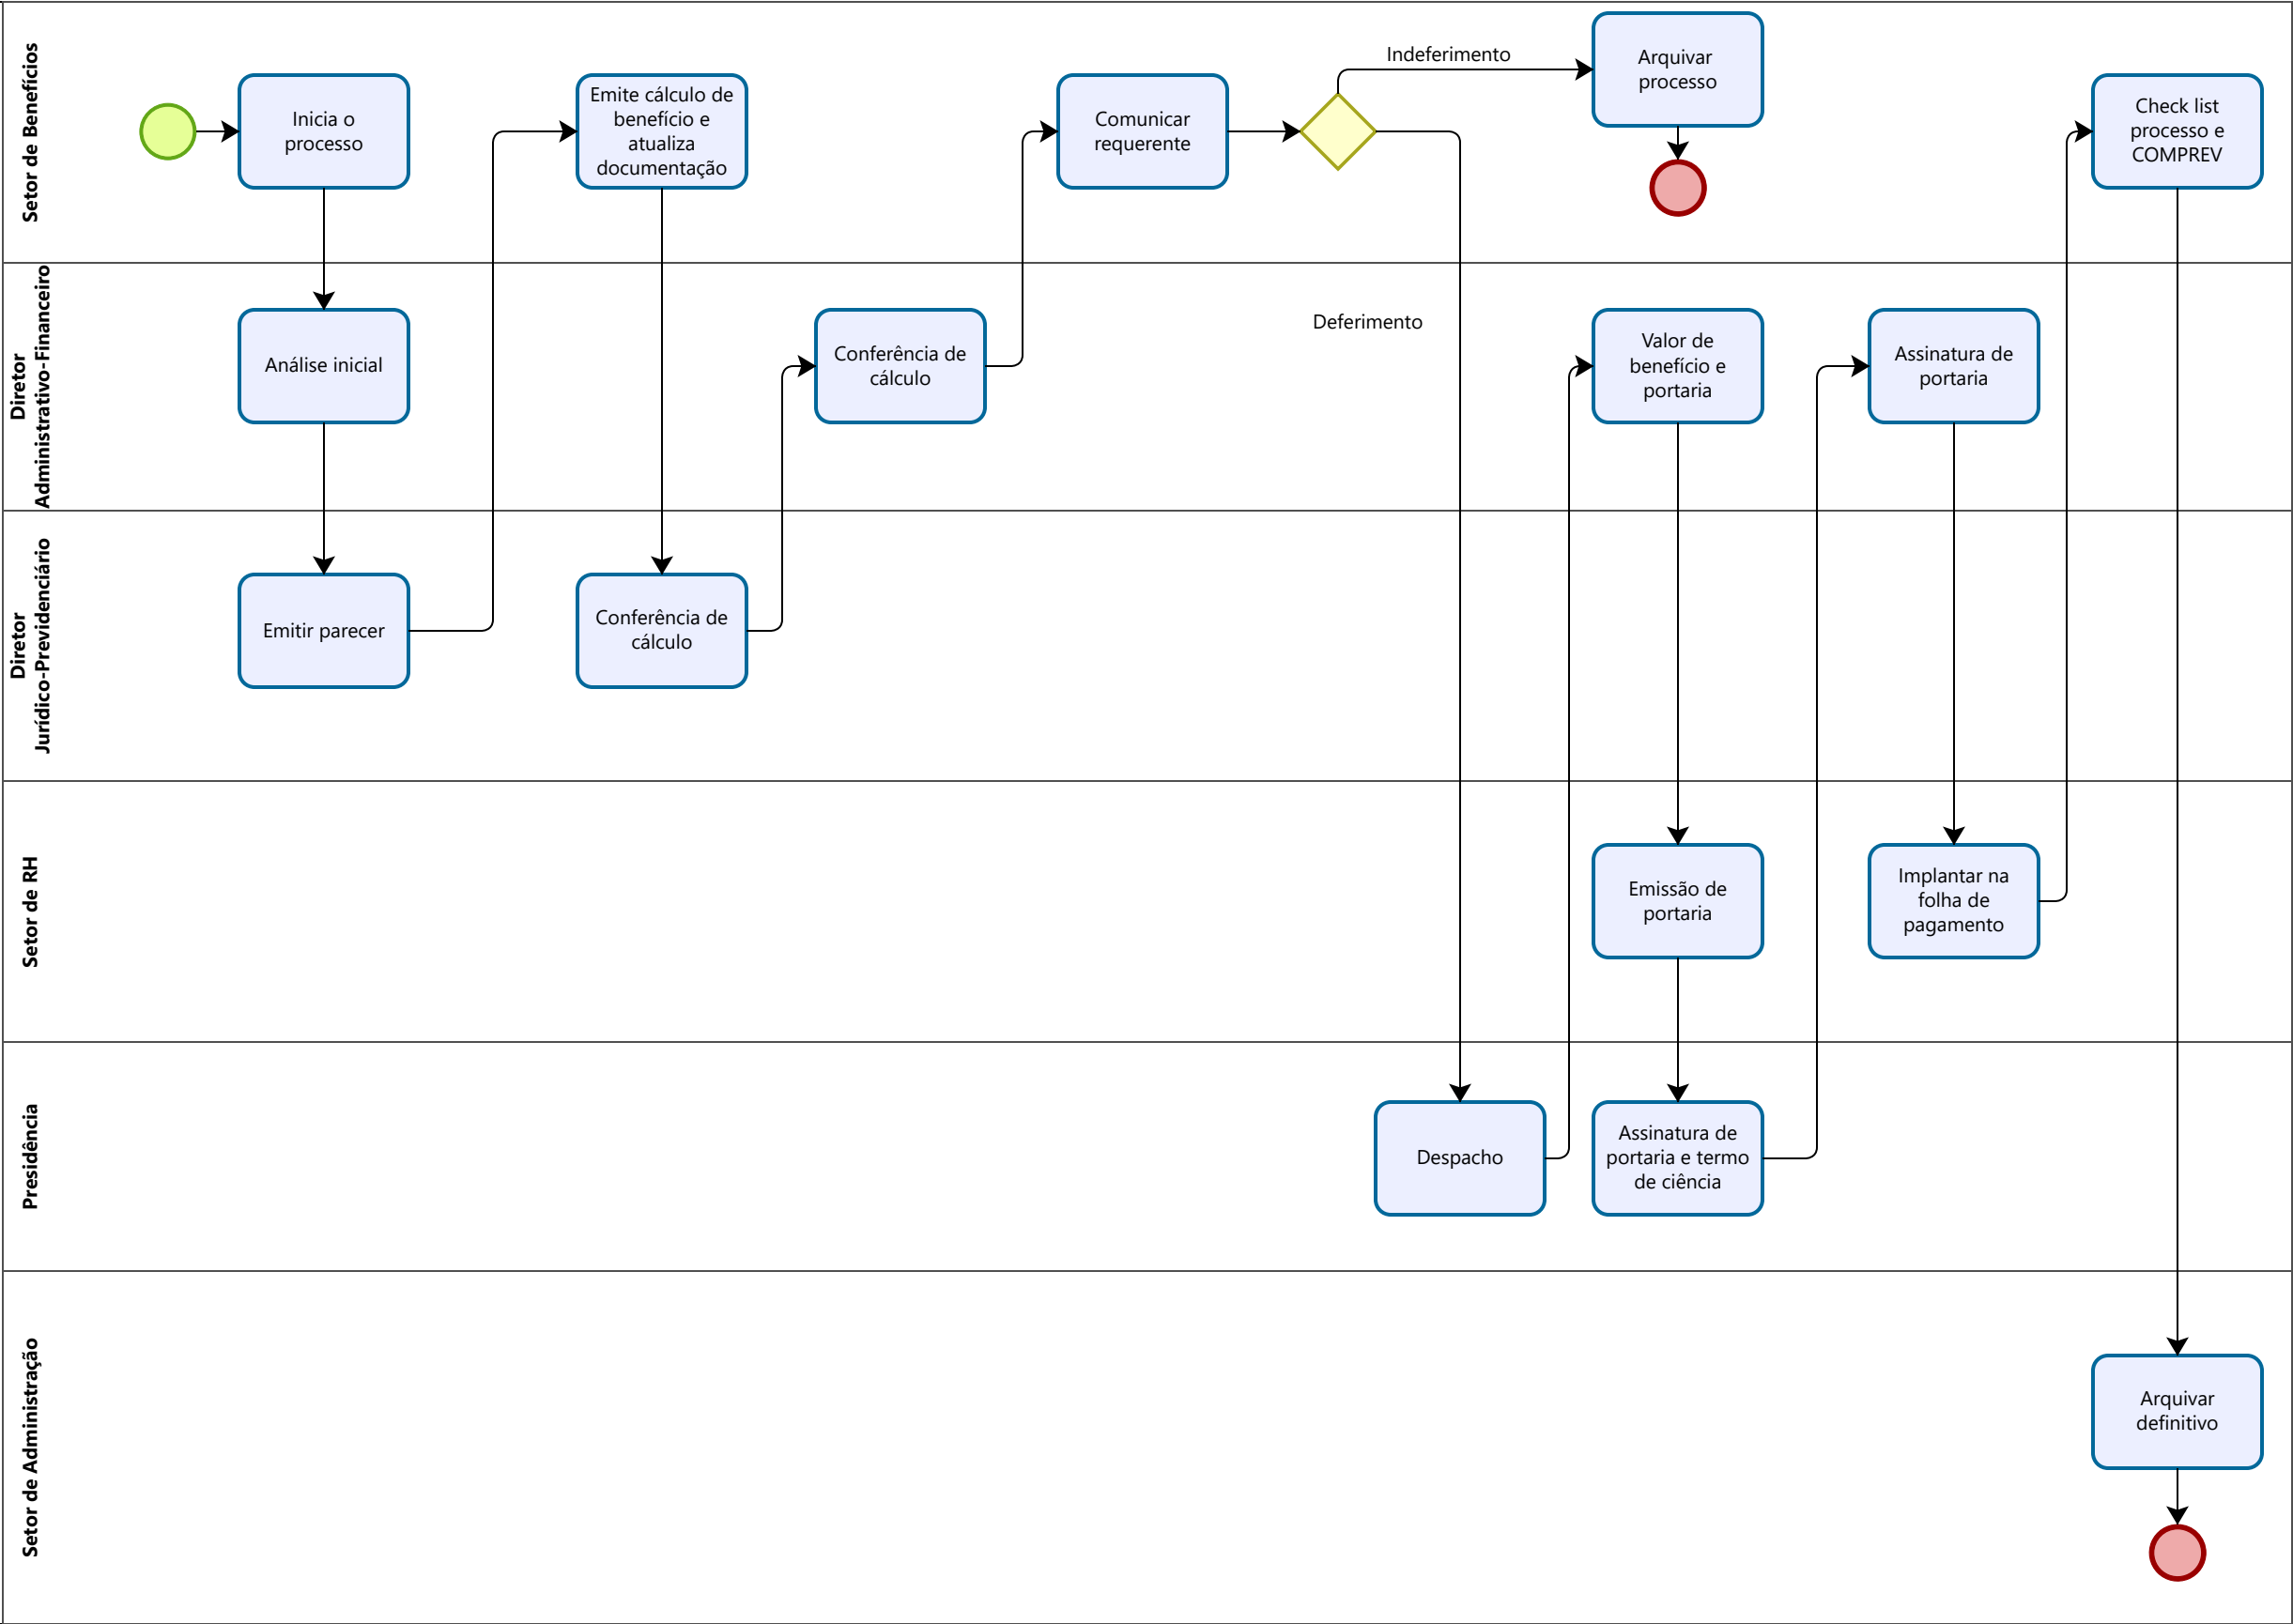 Setor de Benefícios
Inicia o
processo
Emite cálculo de
benefício e
atualiza
documentação
Comunicar
requerente
Indeferimento
Arquivar
processo
Check list
processo e
COMPREV
Diretor
Administrativo-Financeiro
Análise inicial
Conferência de
cálculo
Deferimento
Valor de
benefício e
portaria
Assinatura de
portaria
Diretor
Jurídico-Previdenciário
Emitir parecer
Conferência de
cálculo
Setor de RH
Emissão de
portaria
Implantar na
folha de
pagamento
Presidência
Despacho
Assinatura de
portaria e termo
de ciência
Setor de Administração
Arquivar
definitivo